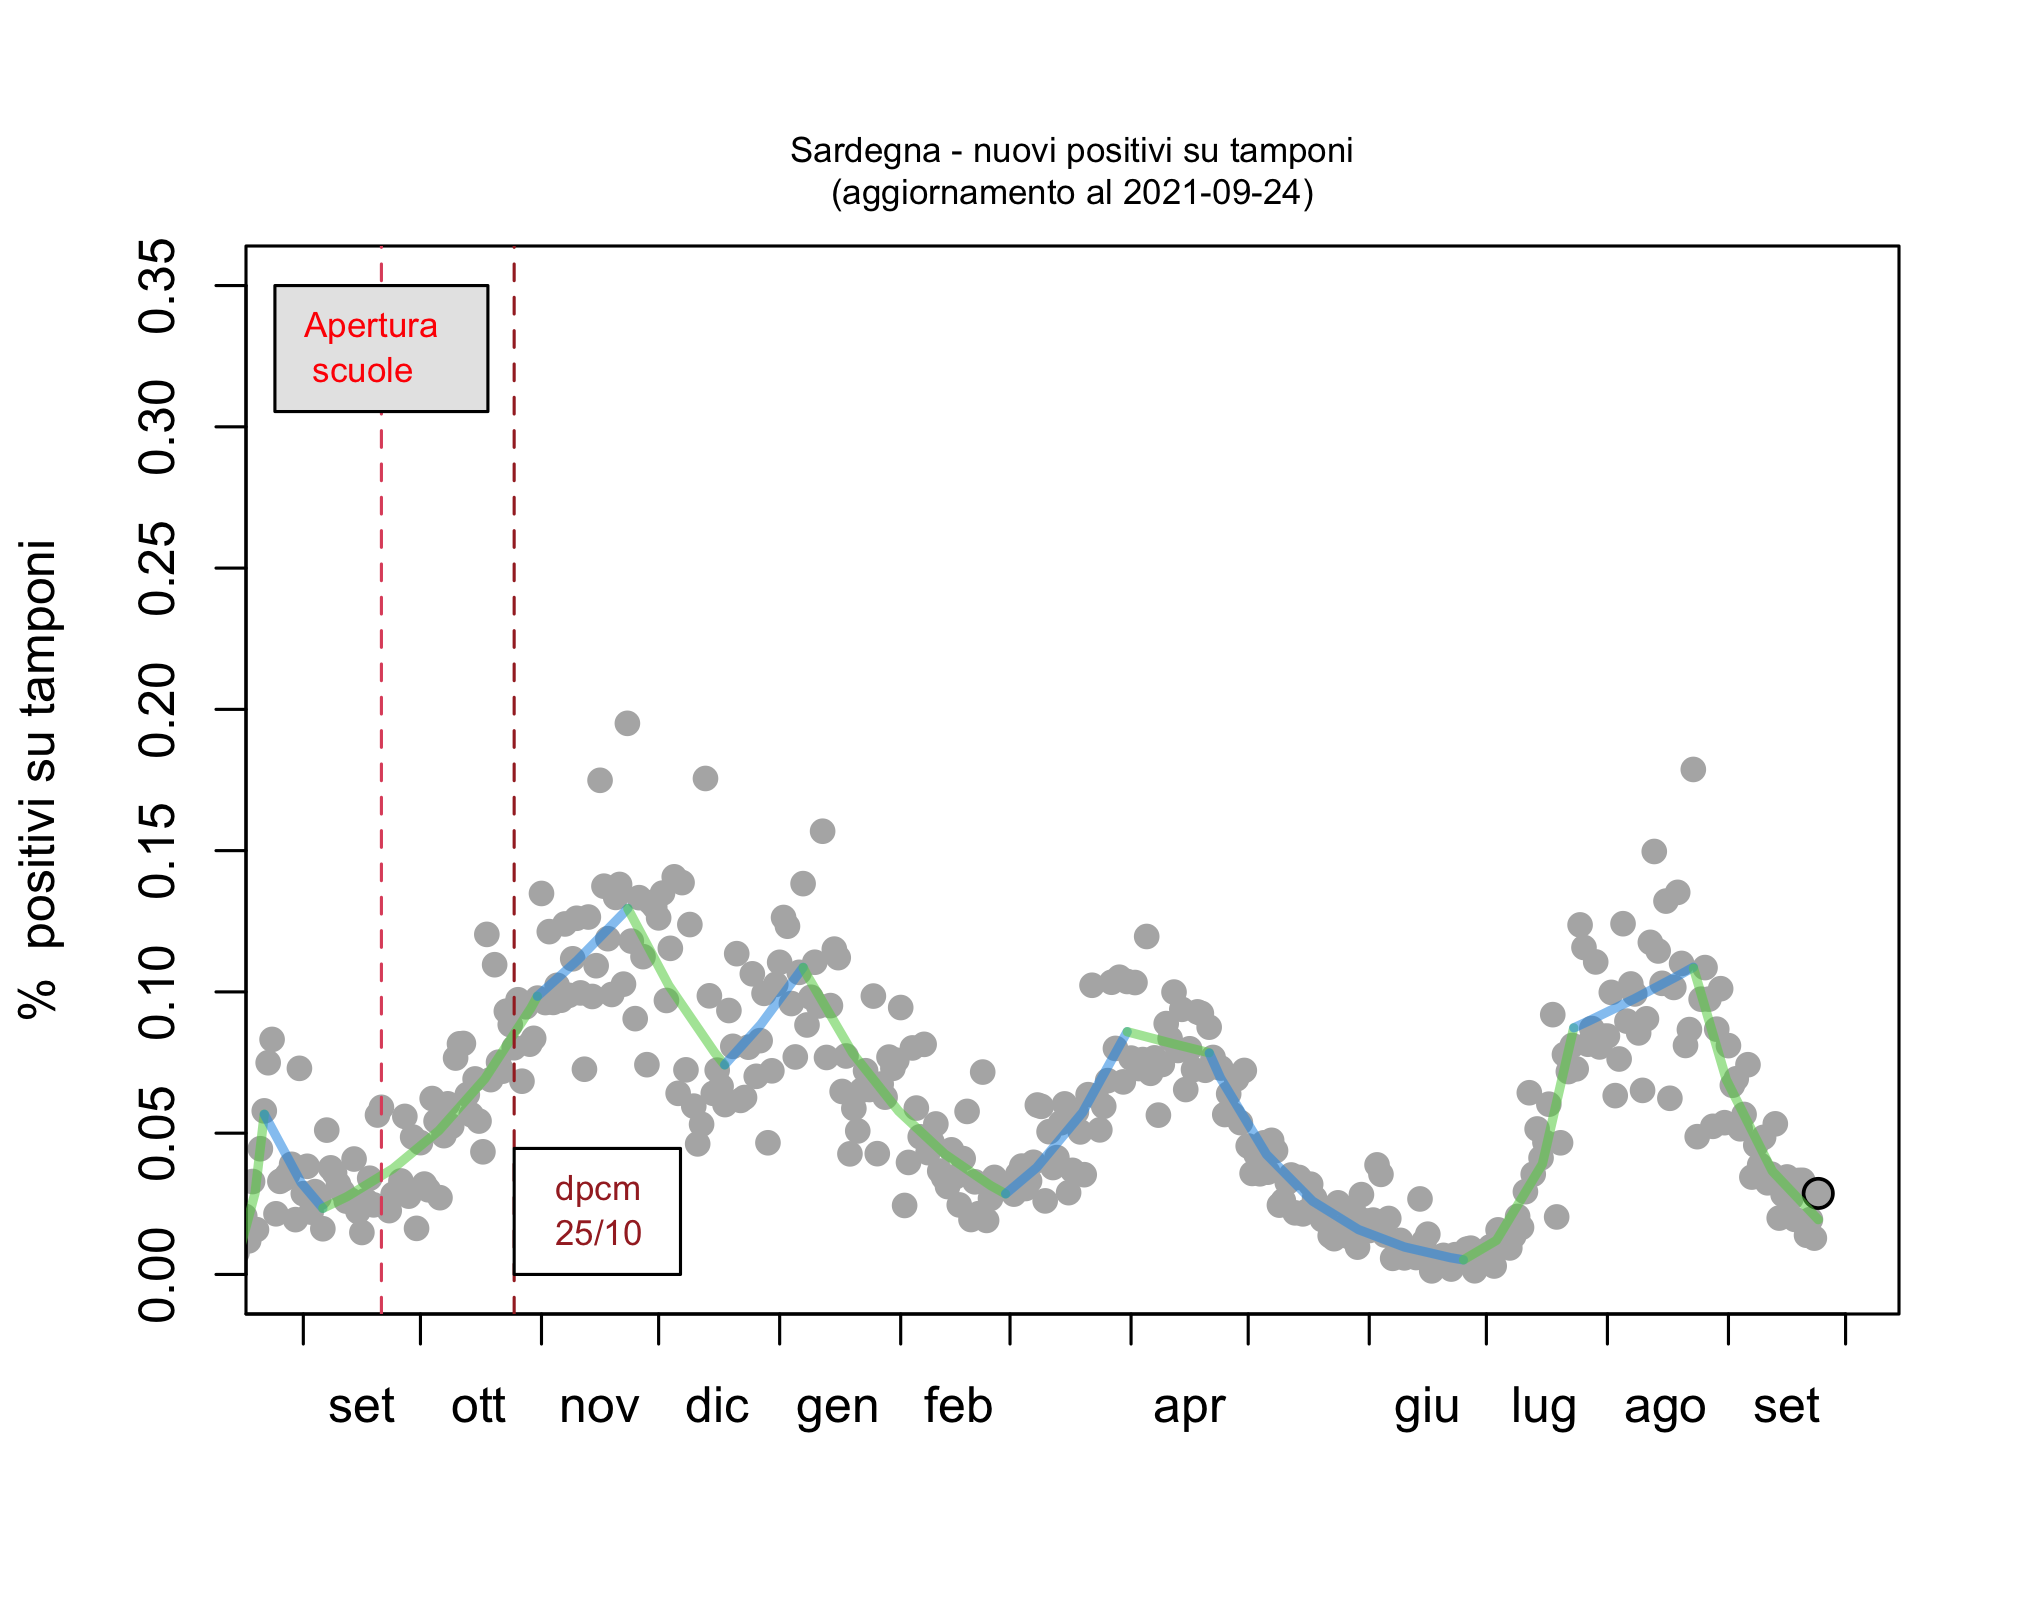 Sardegna - nuovi positivi su tamponi
(aggiornamento al 2021-09-24)
% positivi su tamponi
0.35
0.30
0.25
0.20
0.15
0.10
0.05
0.00
Apertura
scuole
dpcm
25/10
set ott nov dic gen feb apr giu lug ago set